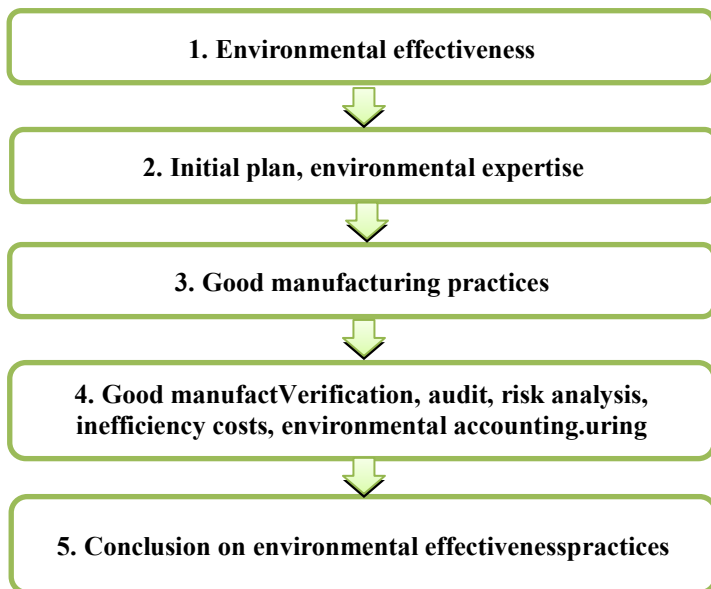 1. Environmental effectiveness
2. Initial plan, environmental expertise
3. Good manufacturing practices
4. Good manufactVerification, audit, risk analysis,
inefficiency costs, environmental accounting.uring
5. Conclusion on environmental effectivenesspractices